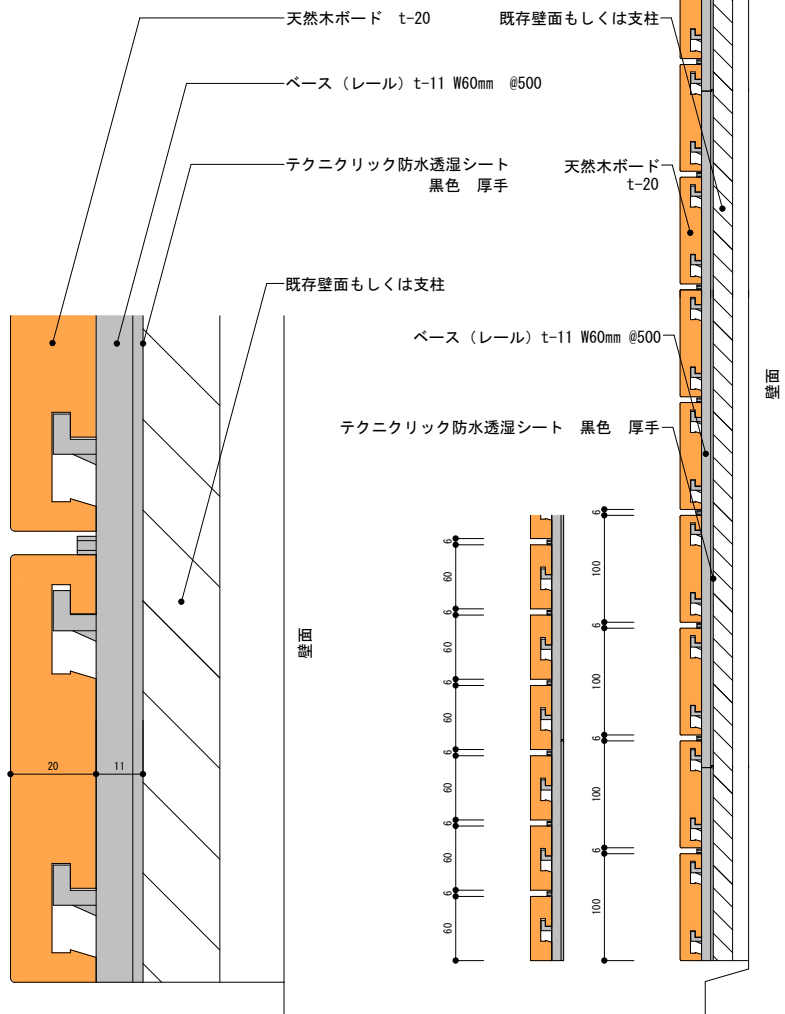 天然木ボード t-20
既存壁面もしくは支柱
ベース（レール）t-11 W60mm @500
テクニクリック防水透湿シート
黒色 厚手
天然木ボード
t-20
既存壁面もしくは支柱
ベース（レール）t-11 W60mm @500
テクニクリック防水透湿シート 黒色 厚手
壁面
壁面
20
11
6
60
6
60
6
60
6
60
6
60
6
60
6
100
6
100
6
100
6
100